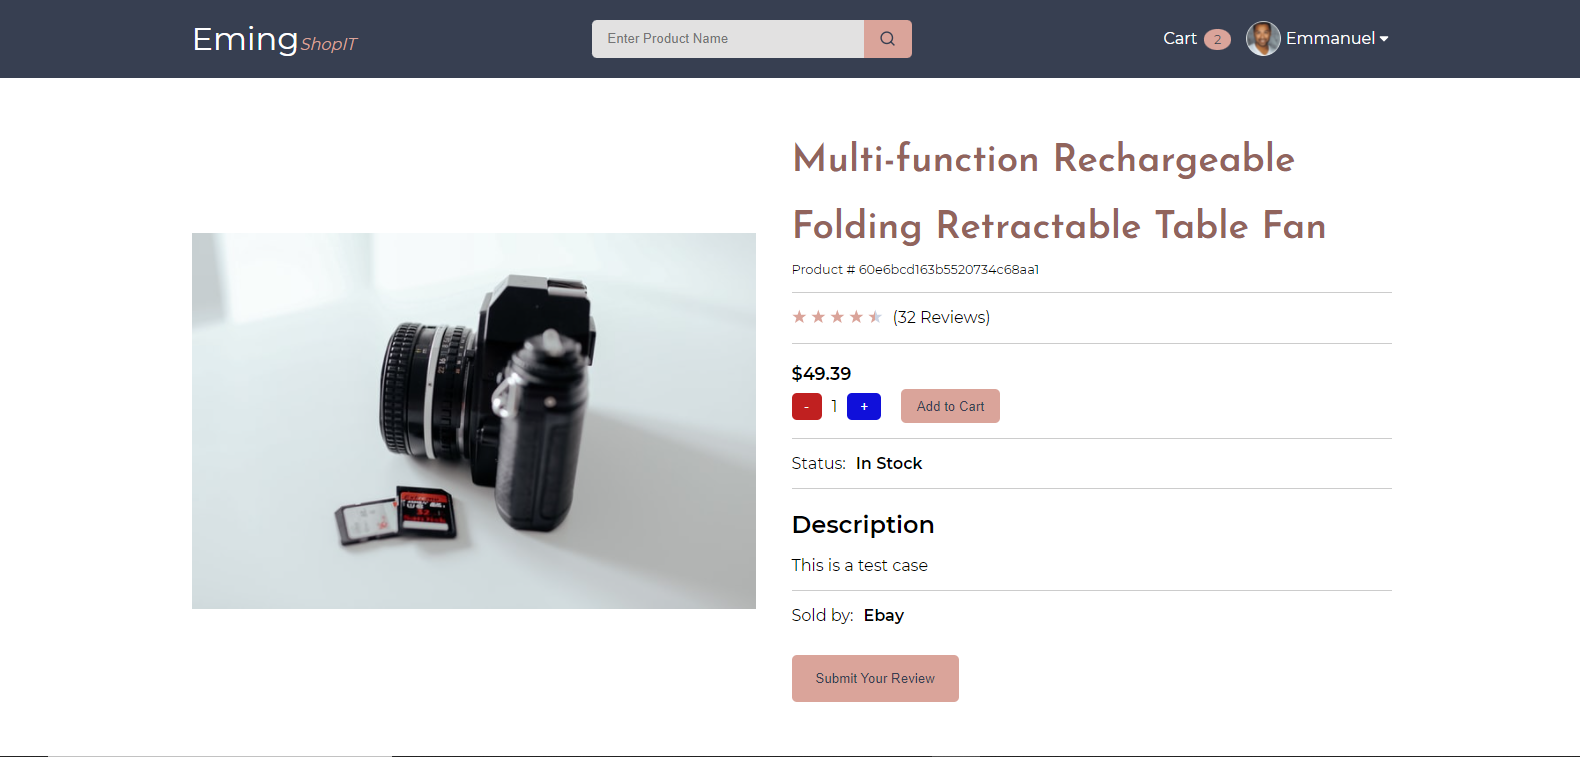 Eming ShopIT
Enter Product Name
Cart 2
Emmanuel
Multi-function Rechargeable
Folding Retractable Table Fan
Product # 60e6bcd163b5520734c68aa1
(32 Reviews)
$49.39
- 1 + Add to Cart
Status: In Stock
Description
This is a test case
Sold by: Ebay
Submit Your Review